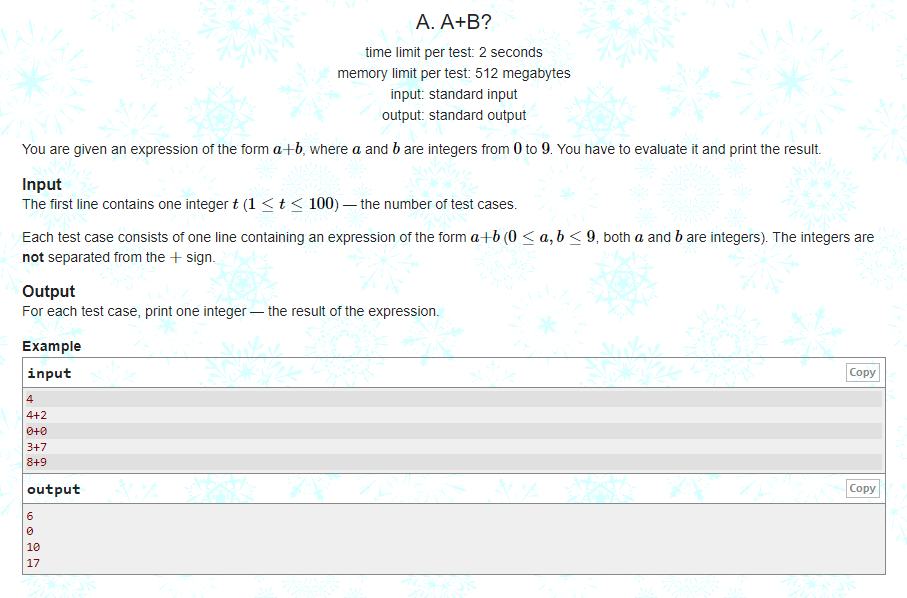 A. A+B?
time limit per test: 2 seconds
memory limit per test: 512 megabytes
input: standard input
output: standard output
You are given an expression of the form a+b, where a and b are integers from 0 to 9. You have to evaluate it and print the result.
Input
The first line contains one integer t (1 ≤ t ≤ 100) — the number of test cases.
Each test case consists of one line containing an expression of the form a+b (0 ≤ a, b ≤ 9, both a and b are integers). The integers are
not separated from the + sign.
Output
For each test case, print one integer — the result of the expression.
Example
input Copy
4
4+2
0+0
3+7
8+9
output Copy
6
0
10
17